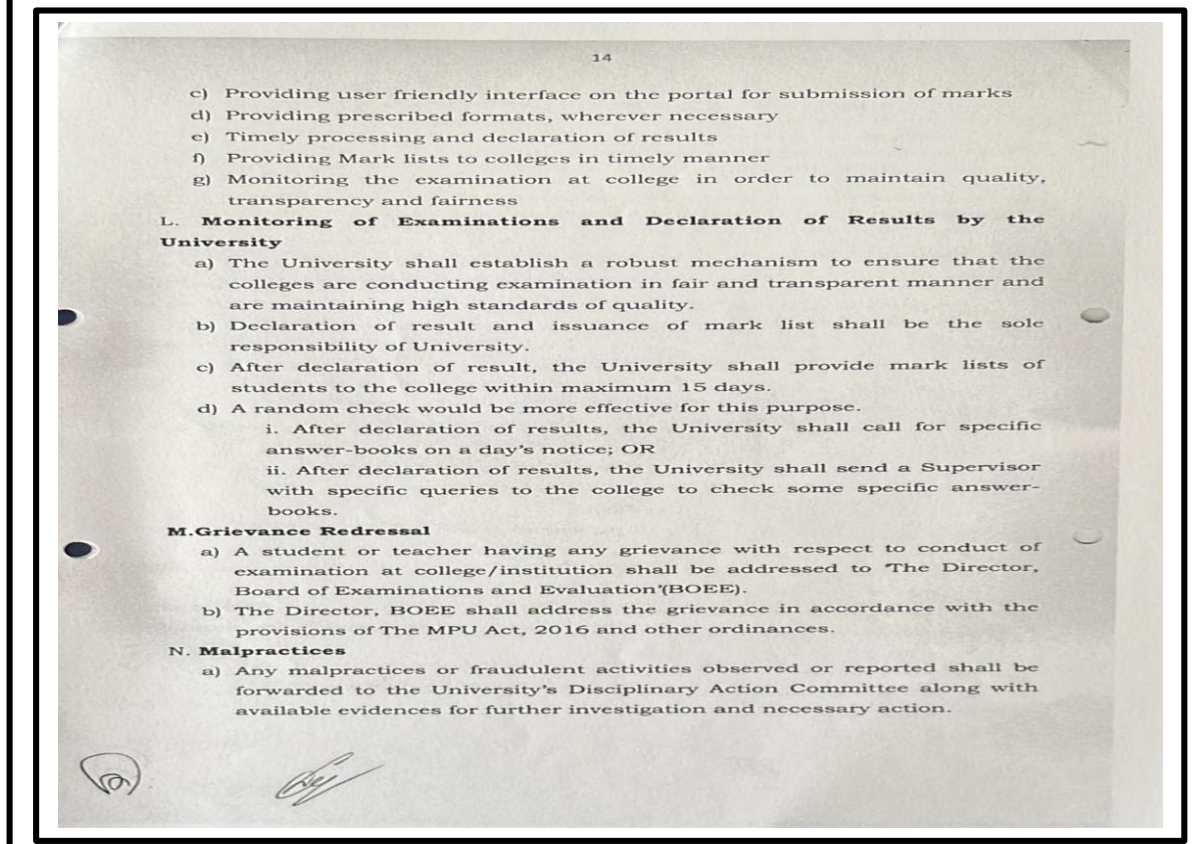 14
c) Providing user friendly interface on the portal for submission of marks
d) Providing prescribed formats, wherever necessary
e) Timely processing and declaration of results
f) Providing Mark lists to colleges in timely manner
g) Monitoring the examination at college in order to maintain quality,
transparency and fairness
L. Monitoring of Examinations and Declaration of Results by the
University
a) The University shall establish a robust mechanism to ensure that the
colleges are conducting examination in fair and transparent manner and
are maintaining high standards of quality.
b) Declaration of result and issuance of mark list shall be the sole
responsibility of University.
c) After declaration of result, the University shall provide mark lists of
students to the college within maximum 15 days.
d) A random check would be more effective for this purpose.
i. After declaration of results, the University shall call for specific
answer-books on a day's notice; OR
ii. After declaration of results, the University shall send a Supervisor
with specific queries to the college to check some specific answer-
books.
M.Grievance Redressal
a) A student or teacher having any grievance with respect to conduct of
examination at college/institution shall be addressed to 'The Director,
Board of Examinations and Evaluation'(BOEE).
b) The Director, BOEE shall address the grievance in accordance with the
provisions of The MPU Act, 2016 and other ordinances.
N. Malpractices
a) Any malpractices or fraudulent activities observed or reported shall be
forwarded to the University's Disciplinary Action Committee along with
available evidences for further investigation and necessary action.